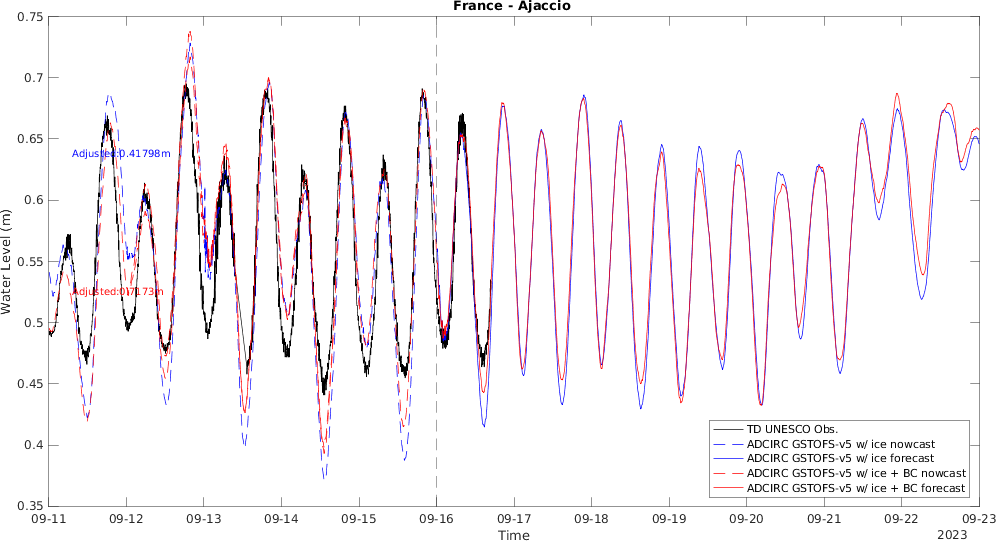 France - Ajaccio
Water Level (m)
0.75
0.7
0.65
0.6
0.55
0.5
0.45
0.4
0.35
Adjusted:0.41798m
09-11
09-12
09-13
09-14
09-15
09-16
09-17
09-18
09-19
09-20
09-21
09-22
09-23
Time
2023
TD UNESCO Obs.
ADCIRC GSTOFS-v5 w/ ice nowcast
ADCIRC GSTOFS-v5 w/ ice forecast
ADCIRC GSTOFS-v5 w/ ice + BC nowcast
ADCIRC GSTOFS-v5 w/ ice + BC forecast